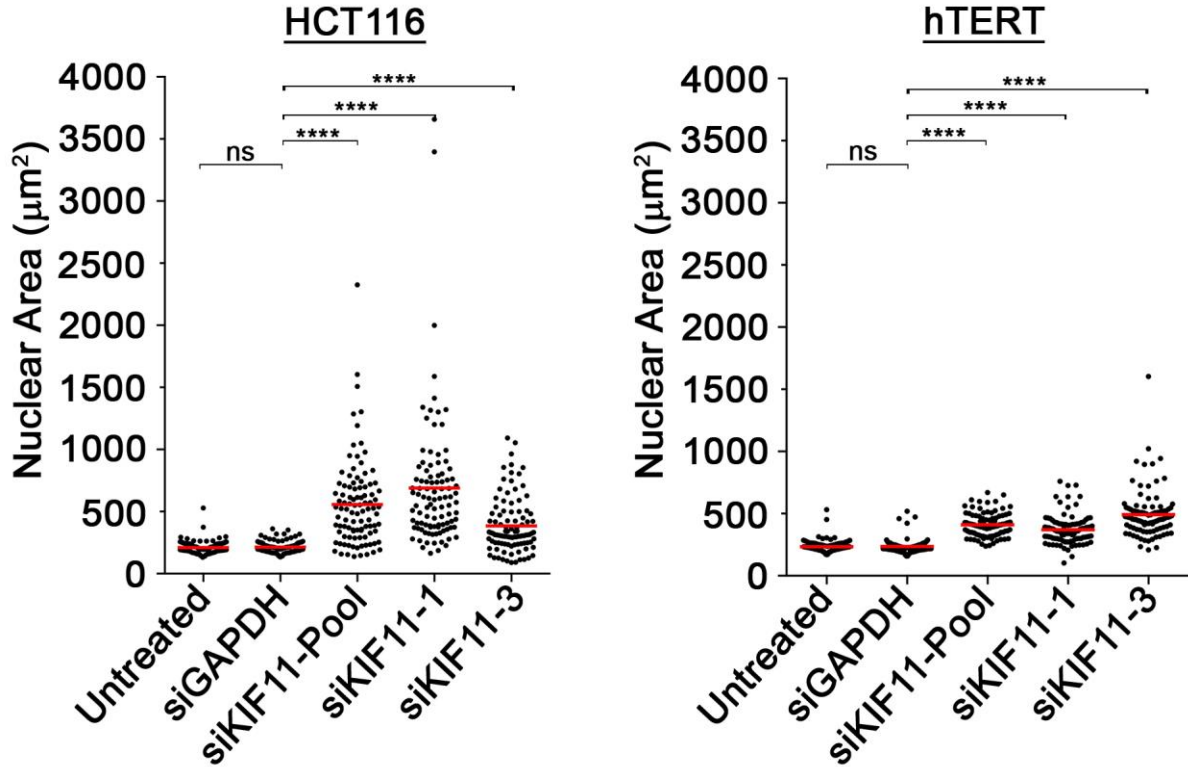 HCT116
Nuclear Area (μm²)
4000
3500
3000
2500
2000
1500
1000
500
0
****
****
****
ns
Untreated
siGAPDH
siKIF11-Pool
siKIF11-1
siKIF11-3
hTERT
Nuclear Area (μm²)
4000
3500
3000
2500
2000
1500
1000
500
0
****
****
****
ns
Untreated
siGAPDH
siKIF11-Pool
siKIF11-1
siKIF11-3